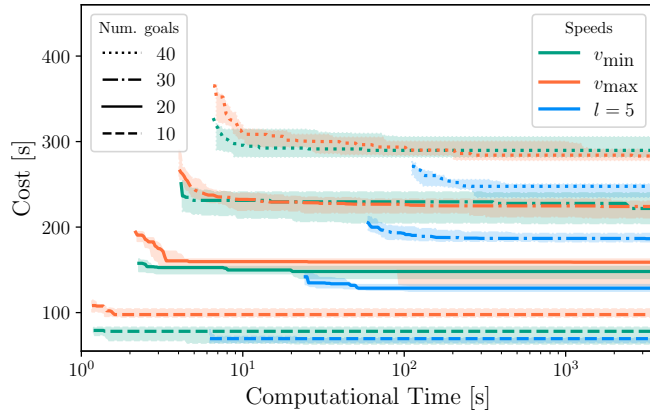 Num. goals
40
30
20
10
Speeds
v_min
v_max
l = 5
Cost [s]
400
300
200
100
10^0
10^1
10^2
10^3
Computational Time [s]